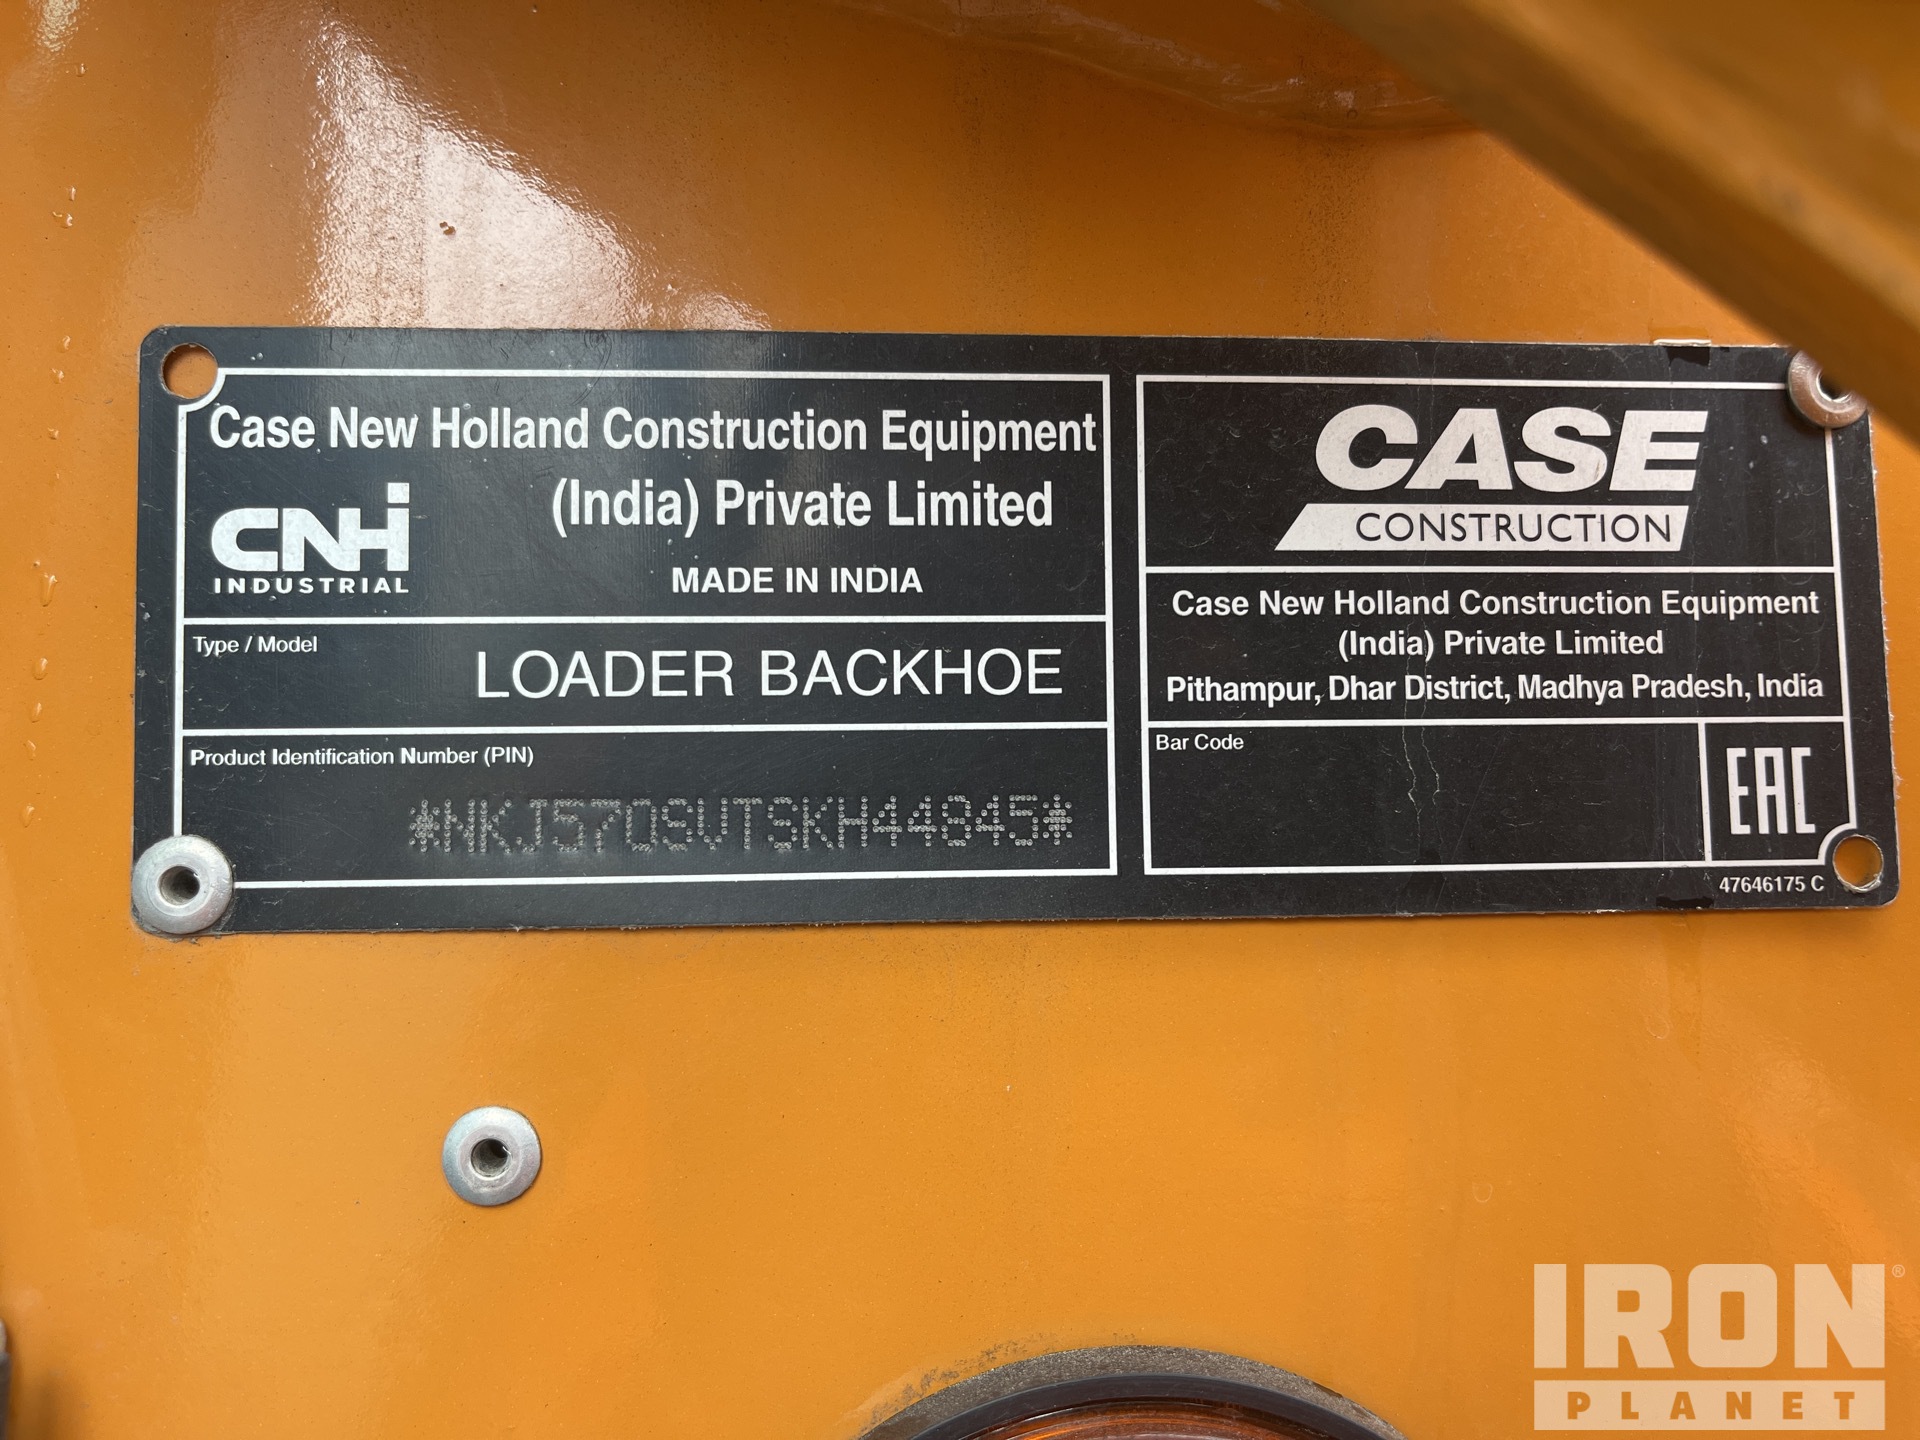 Case New Holland Construction Equipment
(India) Private Limited
CNH
INDUSTRIAL
MADE IN INDIA
Type / Model
LOADER BACKHOE
Product Identification Number (PIN)
*NKJ570SVTSKH44845*
CASE
CONSTRUCTION
Case New Holland Construction Equipment
(India) Private Limited
Pithampur, Dhar District, Madhya Pradesh, India
Bar Code
EAC
47646175 C
IRON®
PLANET